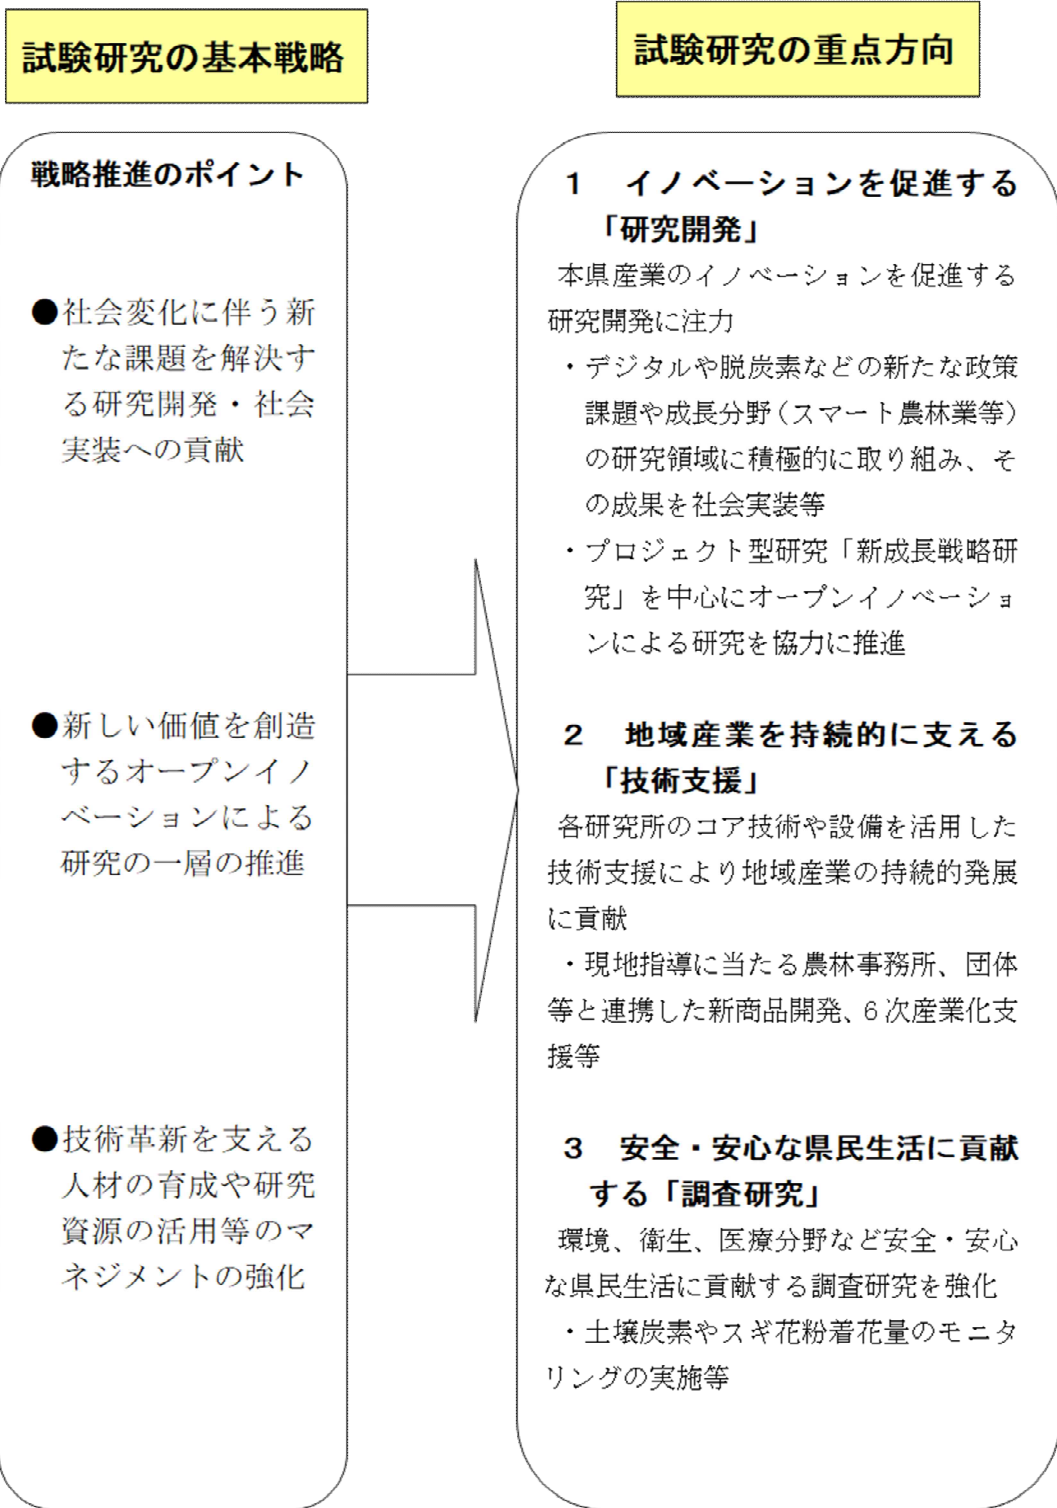 試験研究の基本戦略
戦略推進のポイント
●社会変化に伴う新
たな課題を解決す
る研究開発・社会
実装への貢献
●新しい価値を創造
するオープンイノ
ベーションによる
研究の一層の推進
●技術革新を支える
人材の育成や研究
資源の活用等のマ
ネジメントの強化
試験研究の重点方向
1　イノベーションを促進する
「研究開発」
本県産業のイノベーションを促進する
研究開発に注力
・デジタルや脱炭素などの新たな政策
課題や成長分野（スマート農林業等）
の研究領域に積極的に取り組み、そ
の成果を社会実装等
・プロジェクト型研究「新成長戦略研
究」を中心にオープンイノベーショ
ンによる研究を協力に推進
2　地域産業を持続的に支える
「技術支援」
各研究所のコア技術や設備を活用した
技術支援により地域産業の持続的発展
に貢献
・現地指導に当たる農林事務所、団体
等と連携した新商品開発、6次産業化支
援等
3　安全・安心な県民生活に貢献
する「調査研究」
環境、衛生、医療分野など安全・安心
な県民生活に貢献する調査研究を強化
・土壌炭素やスギ花粉着花量のモニタ
リングの実施等